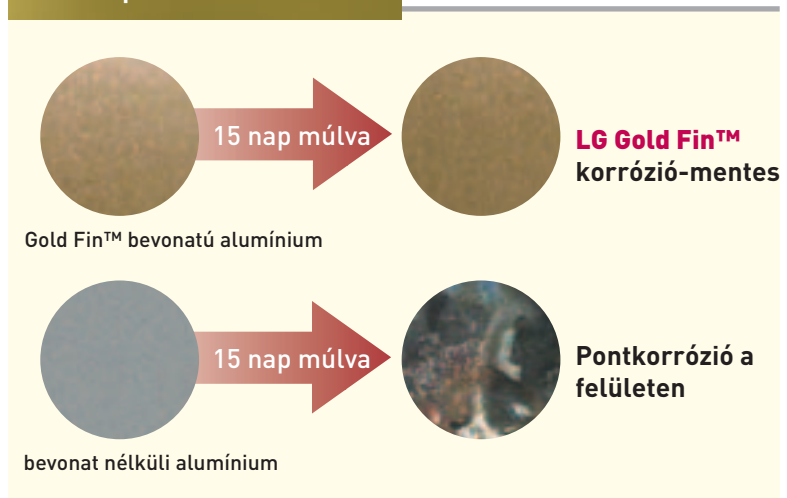 15 nap múlva
LG Gold Fin™
korrózió-mentes
Gold Fin™ bevonatú alumínium
15 nap múlva
Pontkorrózió a
felületen
bevonat nélküli alumínium